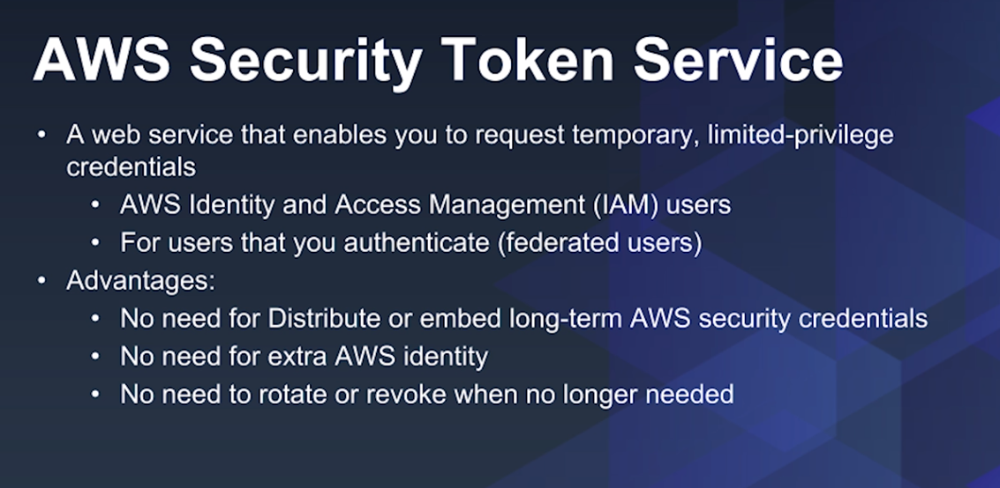 AWS Security Token Service
• A web service that enables you to request temporary, limited-privilege
credentials
• AWS Identity and Access Management (IAM) users
• For users that you authenticate (federated users)
• Advantages:
• No need for Distribute or embed long-term AWS security credentials
• No need for extra AWS identity
• No need to rotate or revoke when no longer needed